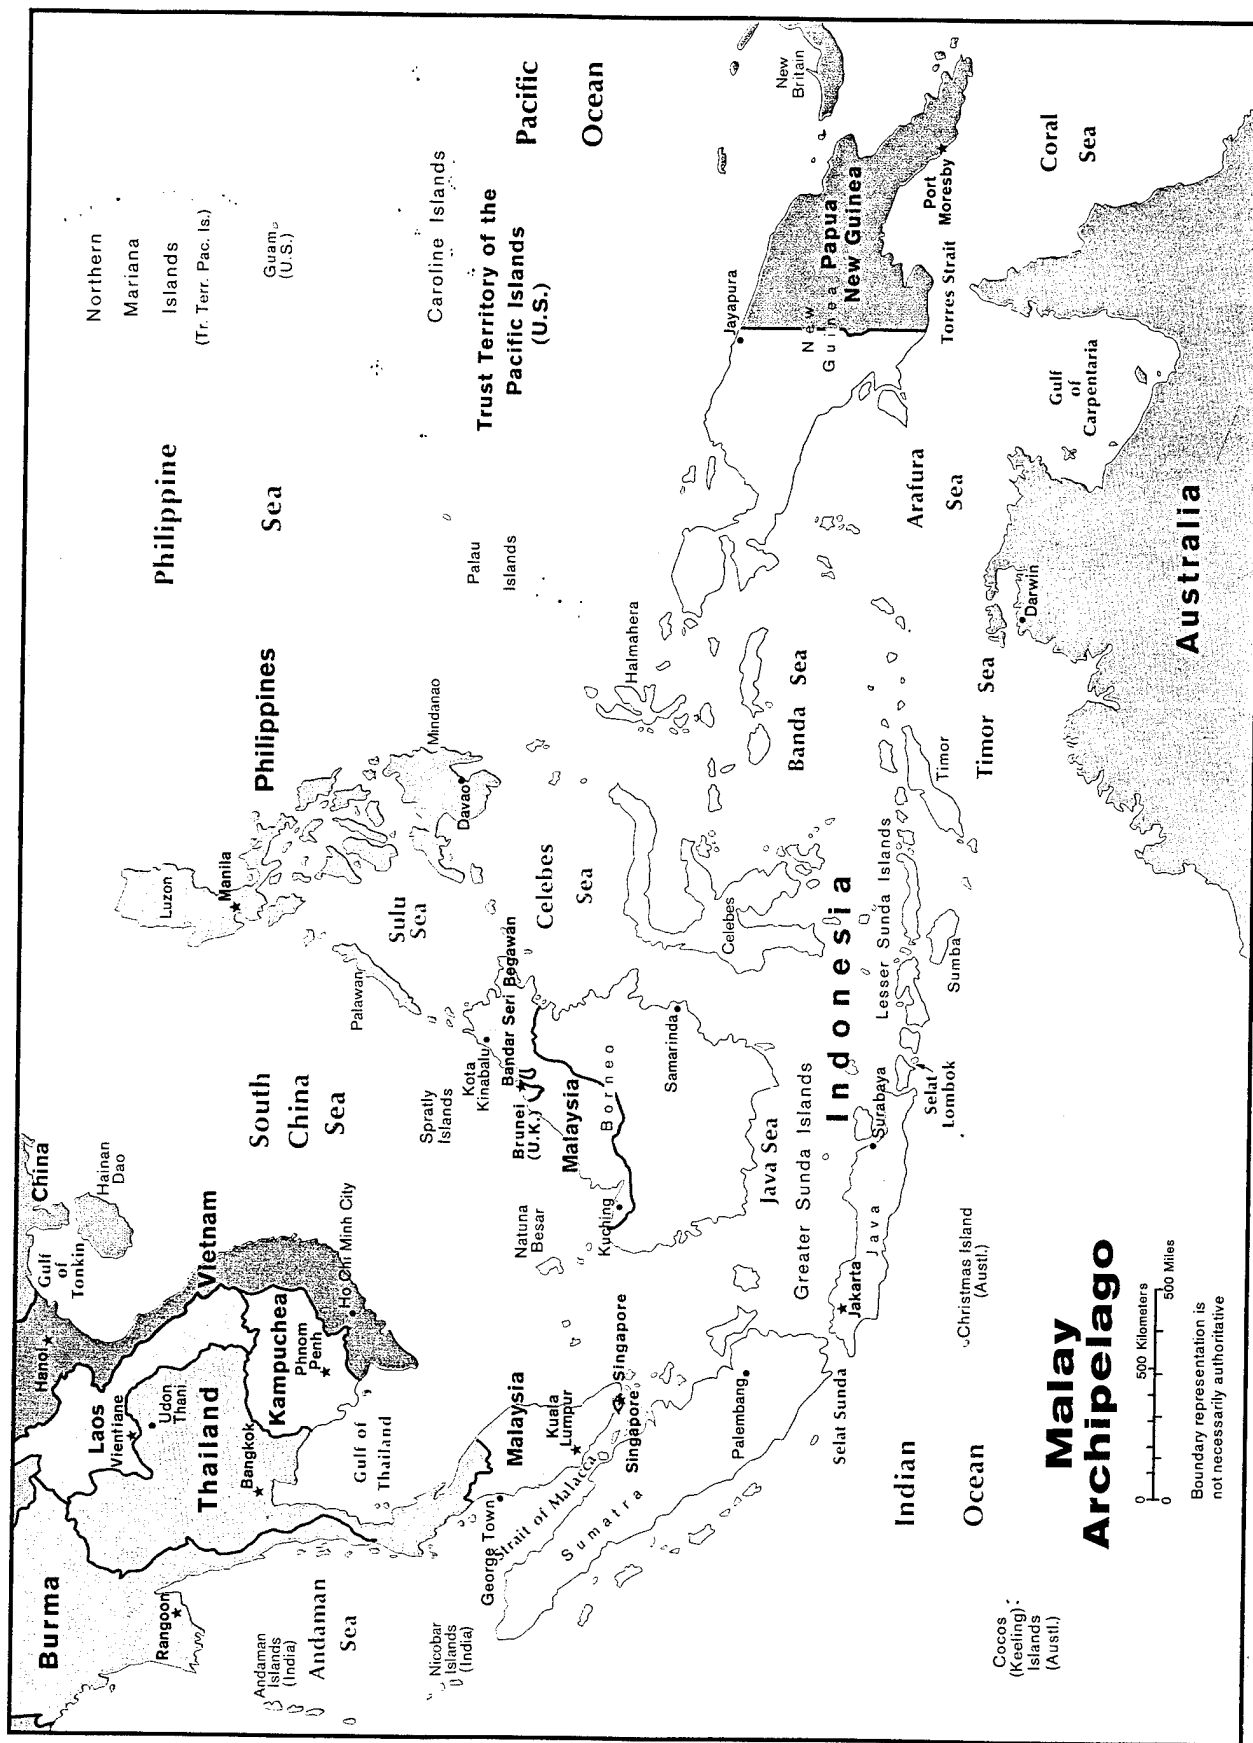 Burma
Rangoon
Andaman
Islands
(India)
Andaman
Sea
Nicobar
Islands
(India)
Hanoi
Laos
Vientiane
Udon
Thani
Thailand
Bangkok
Kampuchea
Phnom
Penh
Gulf of
Thailand
Vietnam
Ho Chi Minh City
China
Gulf
of
Tonkin
Hainan
Dao
South
China
Sea
Spratly
Islands
Luzon
Manila
Philippines
Palawan
Sulu
Sea
Mindanao
Davao
Philippine
Sea
Northern
Mariana
Islands
(Tr. Terr. Pac. Is.)
Guam
(U.S.)
Caroline Islands
Trust Territory of the
Pacific Islands
(U.S.)
Pacific
Ocean
Palau
Islands
George Town
Strait of Malacca
Malaysia
Kuala
Lumpur
Singapore
Singapore
Sumatra
Palembang
Selat Sunda
Natuna
Besar
Kuching
Malaysia
Brunei
(U.K.)
Bandar Seri Begawan
Kota
Kinabalu
Borneo
Samarinda
Celebes
Sea
Celebes
Halmahera
Java Sea
Greater Sunda Islands
Indonesia
Jakarta
Java
Surabaya
Selat
Lombok
Lesser Sunda Islands
Sumba
Timor
Banda Sea
Timor Sea
Arafura
Sea
Jayapura
New
Guinea
Papua
New Guinea
New
Britain
Port
Moresby
Torres Strait
Coral
Sea
Gulf
of
Carpentaria
Darwin
Australia
Indian
Ocean
Christmas Island
(Austl.)
Cocos
(Keeling)
Islands
(Austl.)
Malay
Archipelago
0 500 Kilometers
0 500 Miles
Boundary representation is
not necessarily authoritative